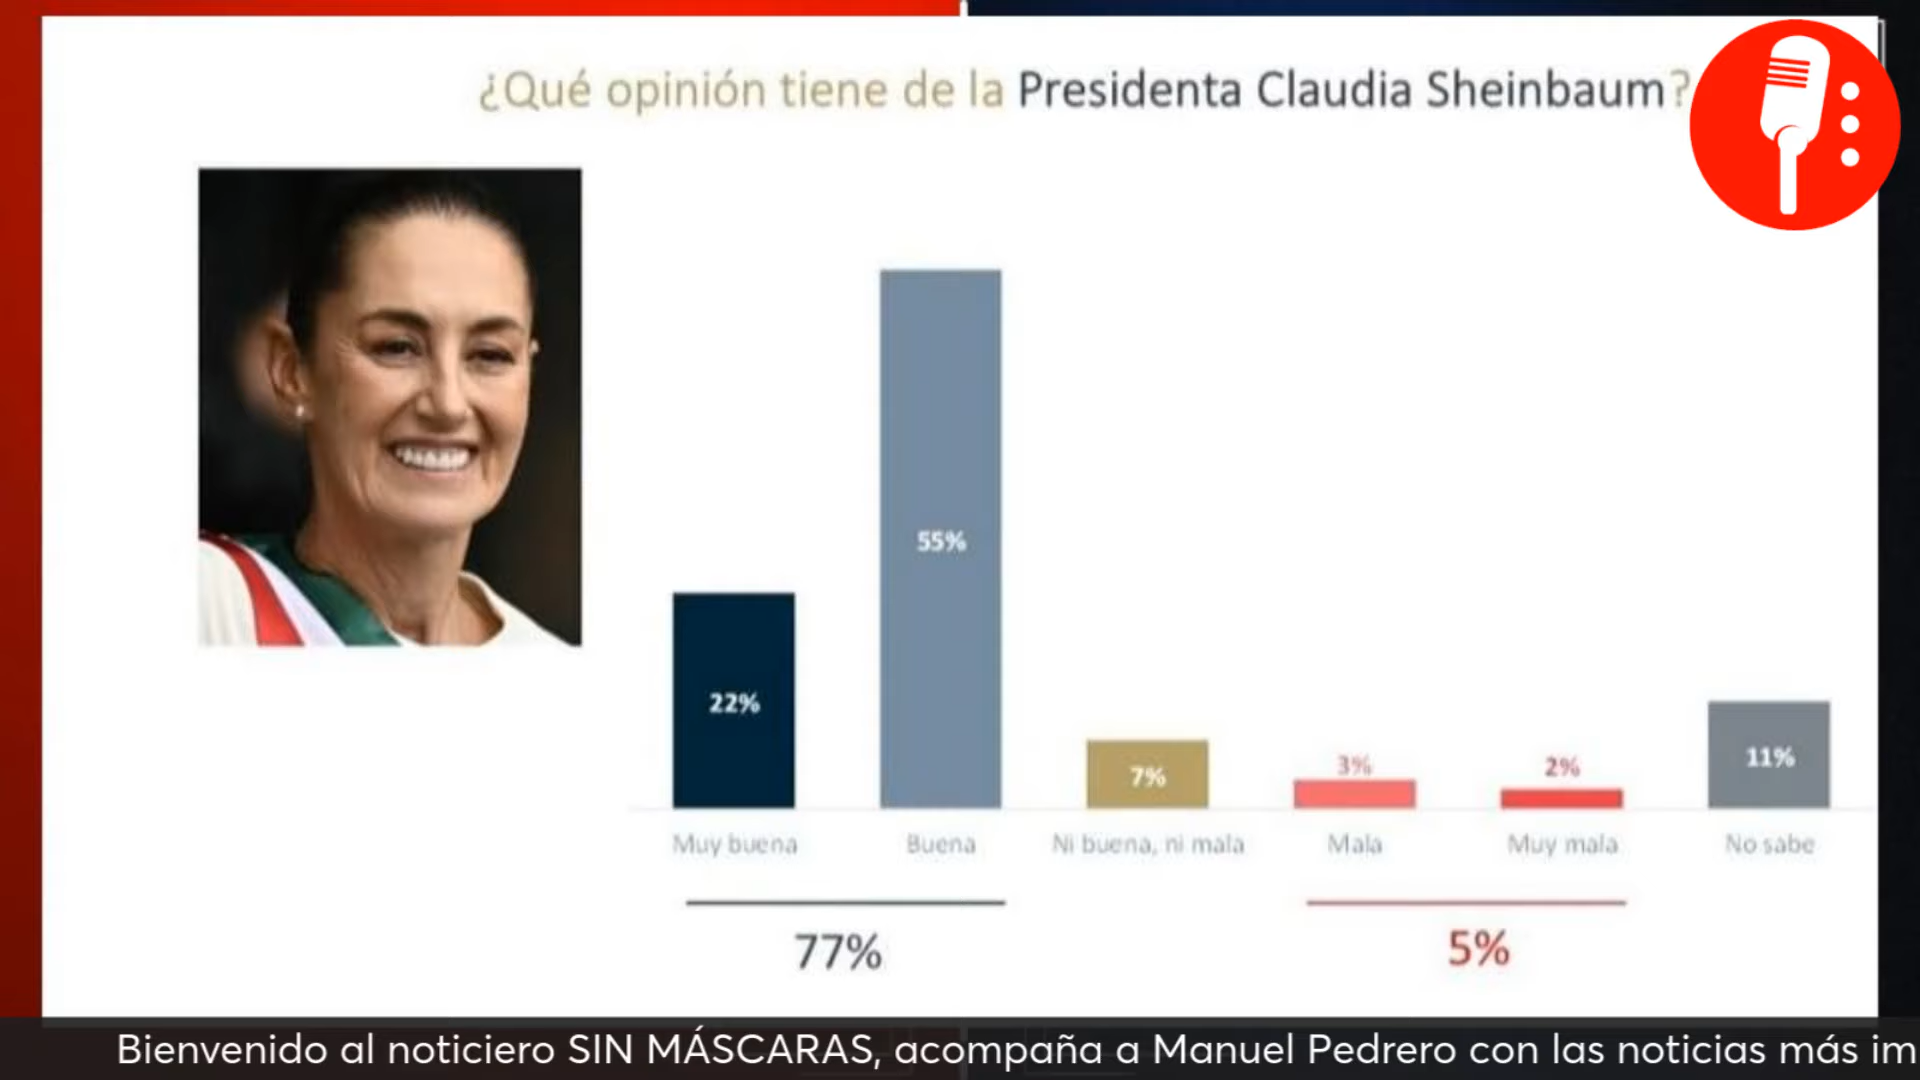 ¿Qué opinión tiene de la Presidenta Claudia Sheinbaum?
55%
22%
7%
3%
2%
11%
Muy buena
Buena
Ni buena, ni mala
Mala
Muy mala
No sabe
77%
5%
Bienvenido al noticiero SIN MÁSCARAS, acompaña a Manuel Pedrero con las noticias más im